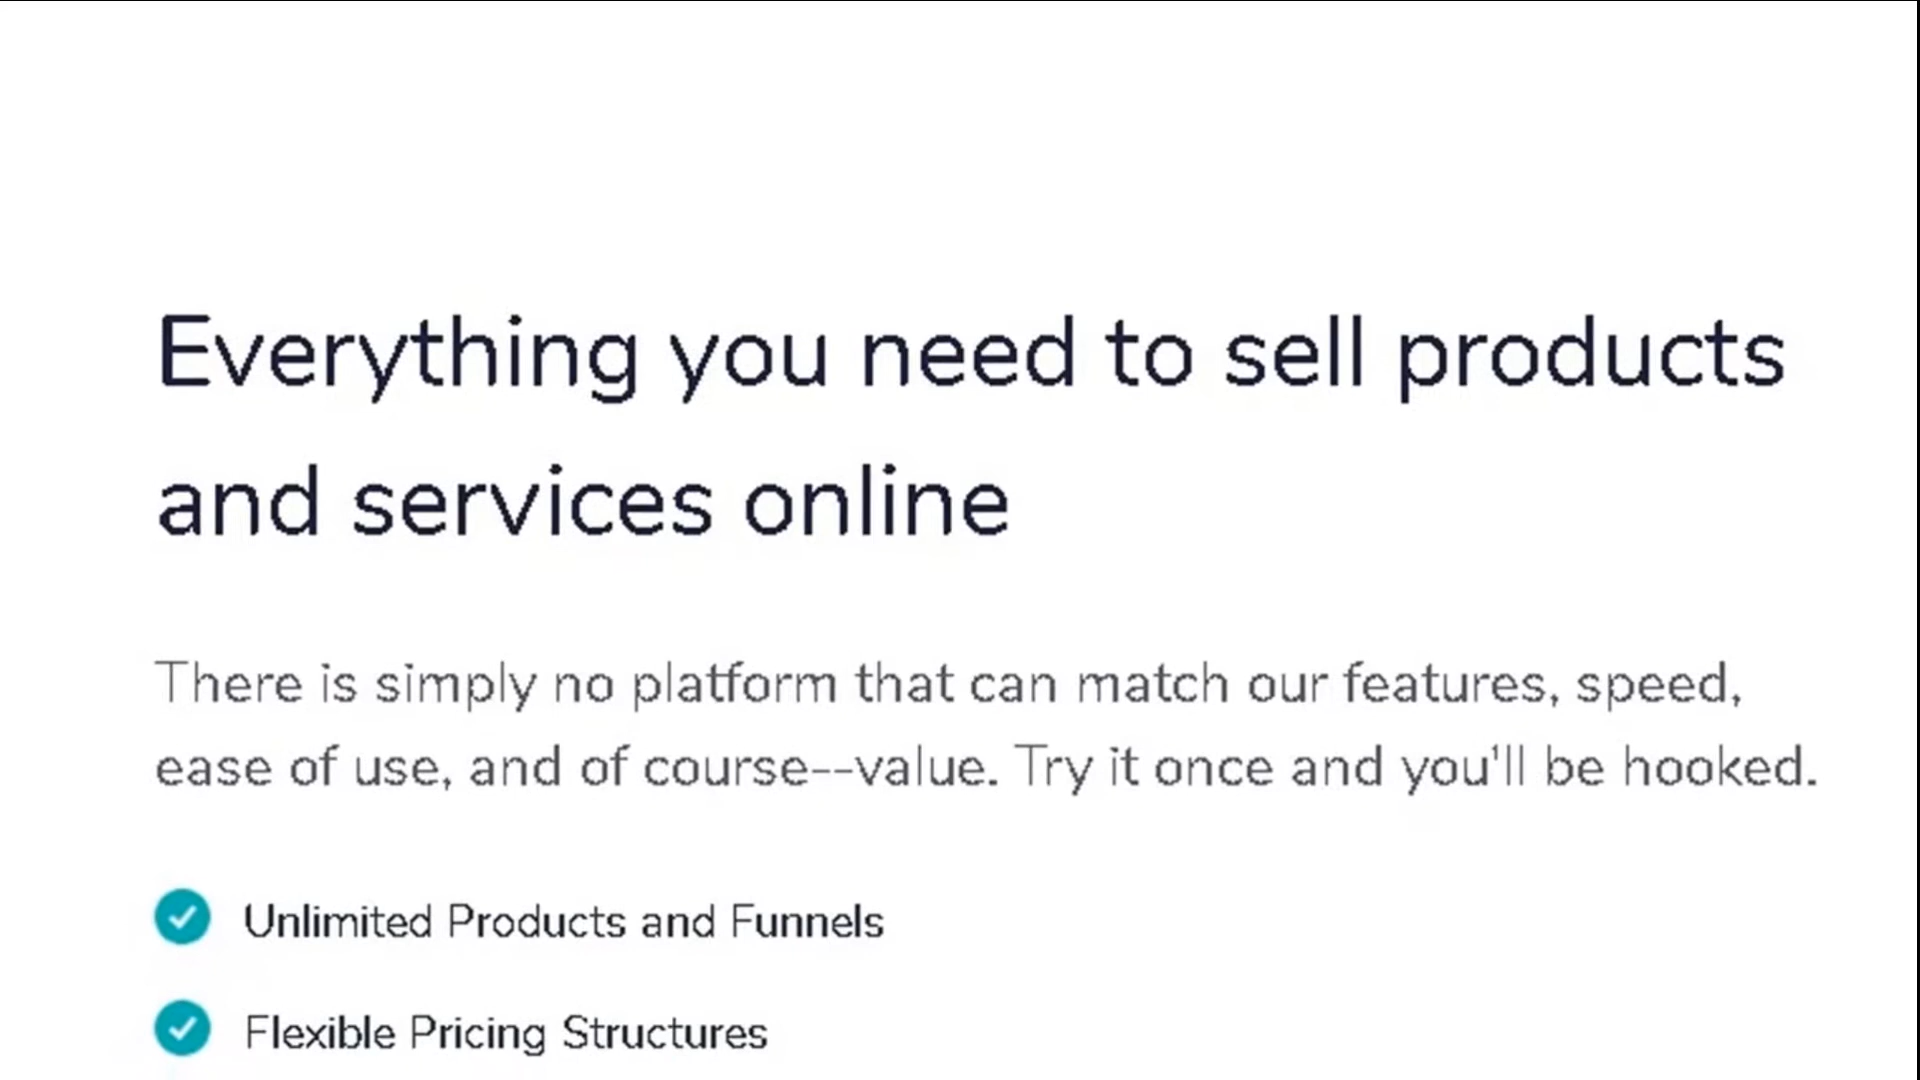 Everything you need to sell products
and services online
There is simply no platform that can match our features, speed,
ease of use, and of course--value. Try it once and you'll be hooked.
Unlimited Products and Funnels
Flexible Pricing Structures